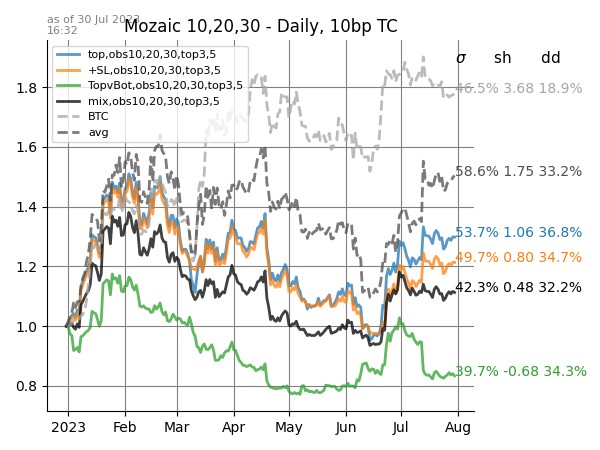 as of 30 Jul 2023
16:32
Mozaic 10,20,30 - Daily, 10bp TC
σ sh dd
top,obs10,20,30,top3,5
+SL,obs10,20,30,top3,5
TopvBot,obs10,20,30,top3,5
mix,obs10,20,30,top3,5
BTC
avg
46.5% 3.68 18.9%
58.6% 1.75 33.2%
53.7% 1.06 36.8%
49.7% 0.80 34.7%
42.3% 0.48 32.2%
39.7% -0.68 34.3%
1.8
1.6
1.4
1.2
1.0
0.8
2023 Feb Mar Apr May Jun Jul Aug